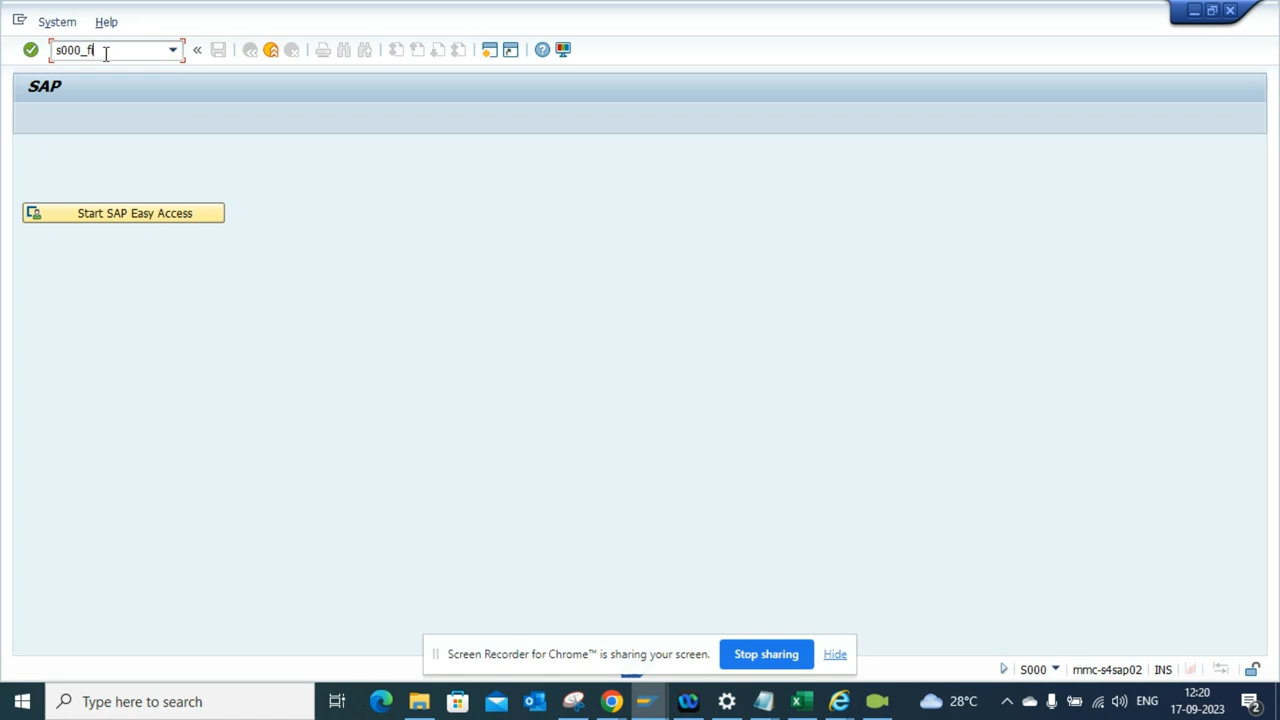 System Help
s000_fi
SAP
Start SAP Easy Access
Screen Recorder for Chrome™ is sharing your screen. Stop sharing Hide
S000 mmc-s4sap02 INS
Type here to search 28°C ENG 12:20
17-09-2023 2